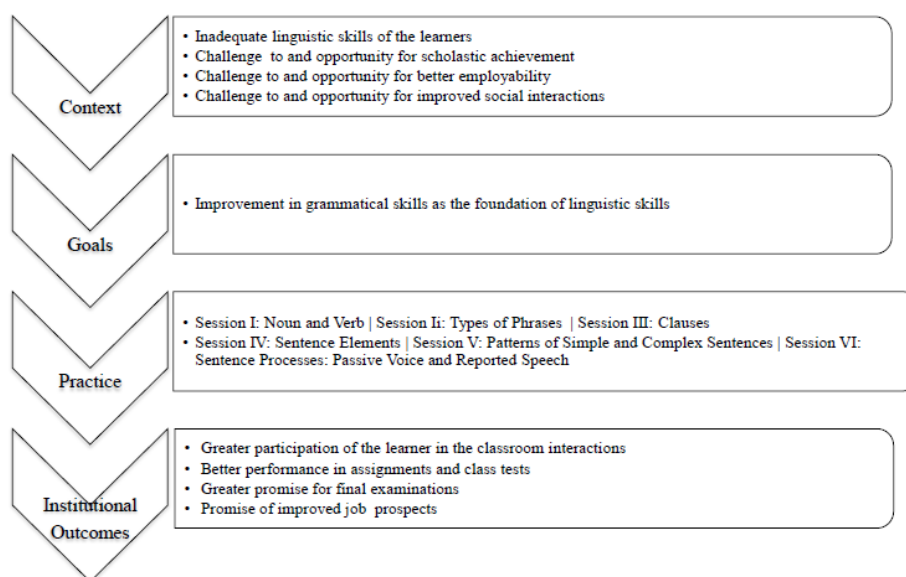 • Inadequate linguistic skills of the learners
• Challenge to and opportunity for scholastic achievement
• Challenge to and opportunity for better employability
• Challenge to and opportunity for improved social interactions
Context
• Improvement in grammatical skills as the foundation of linguistic skills
Goals
• Session I: Noun and Verb | Session Ii: Types of Phrases | Session III: Clauses
• Session IV: Sentence Elements | Session V: Patterns of Simple and Complex Sentences | Session VI:
Sentence Processes: Passive Voice and Reported Speech
Practice
• Greater participation of the learner in the classroom interactions
• Better performance in assignments and class tests
• Greater promise for final examinations
• Promise of improved job prospects
Institutional
Outcomes